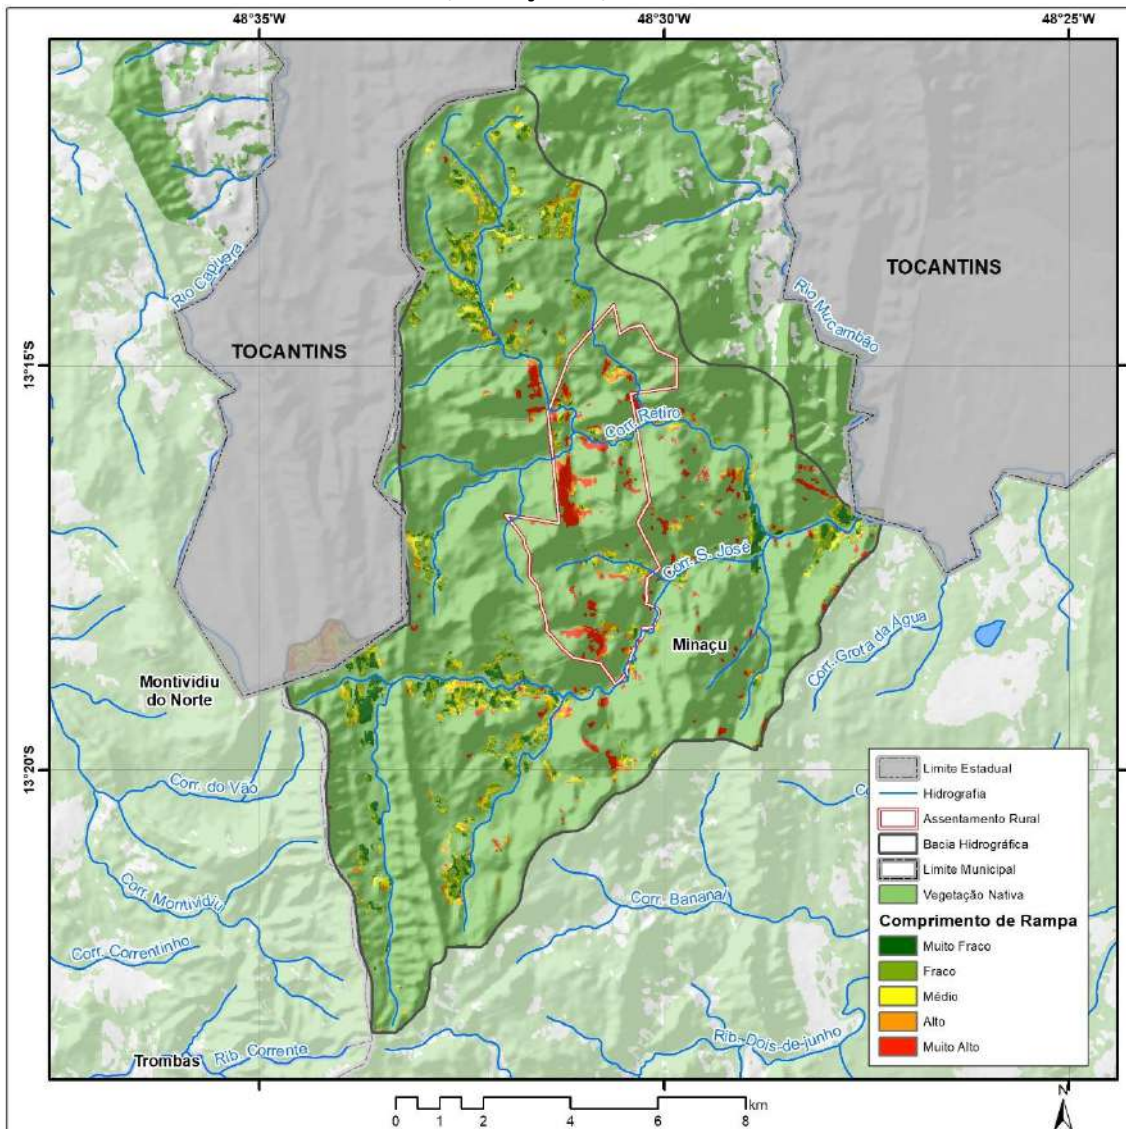 48°35'W
48°30'W
48°25'W
TOCANTINS
Rio Capivara
Rio Mucambão
TOCANTINS
13°15'S
Corr. Retiro
Corr. S. José
Minaçu
Corr. Grota da Água
Montividiu
do Norte
13°20'S
Corr. do Vão
Corr. Montividiu
Corr. Bananal
Corr. Correntinho
Rib. Dois-de-junho
Trombas
Rib. Corrente
Limite Estadual
Hidrografia
Assentamento Rural
Bacia Hidrográfica
Limite Municipal
Vegetação Nativa
Comprimento de Rampa
Muito Fraco
Fraco
Médio
Alto
Muito Alto
km
0 1 2 4 6 8
N